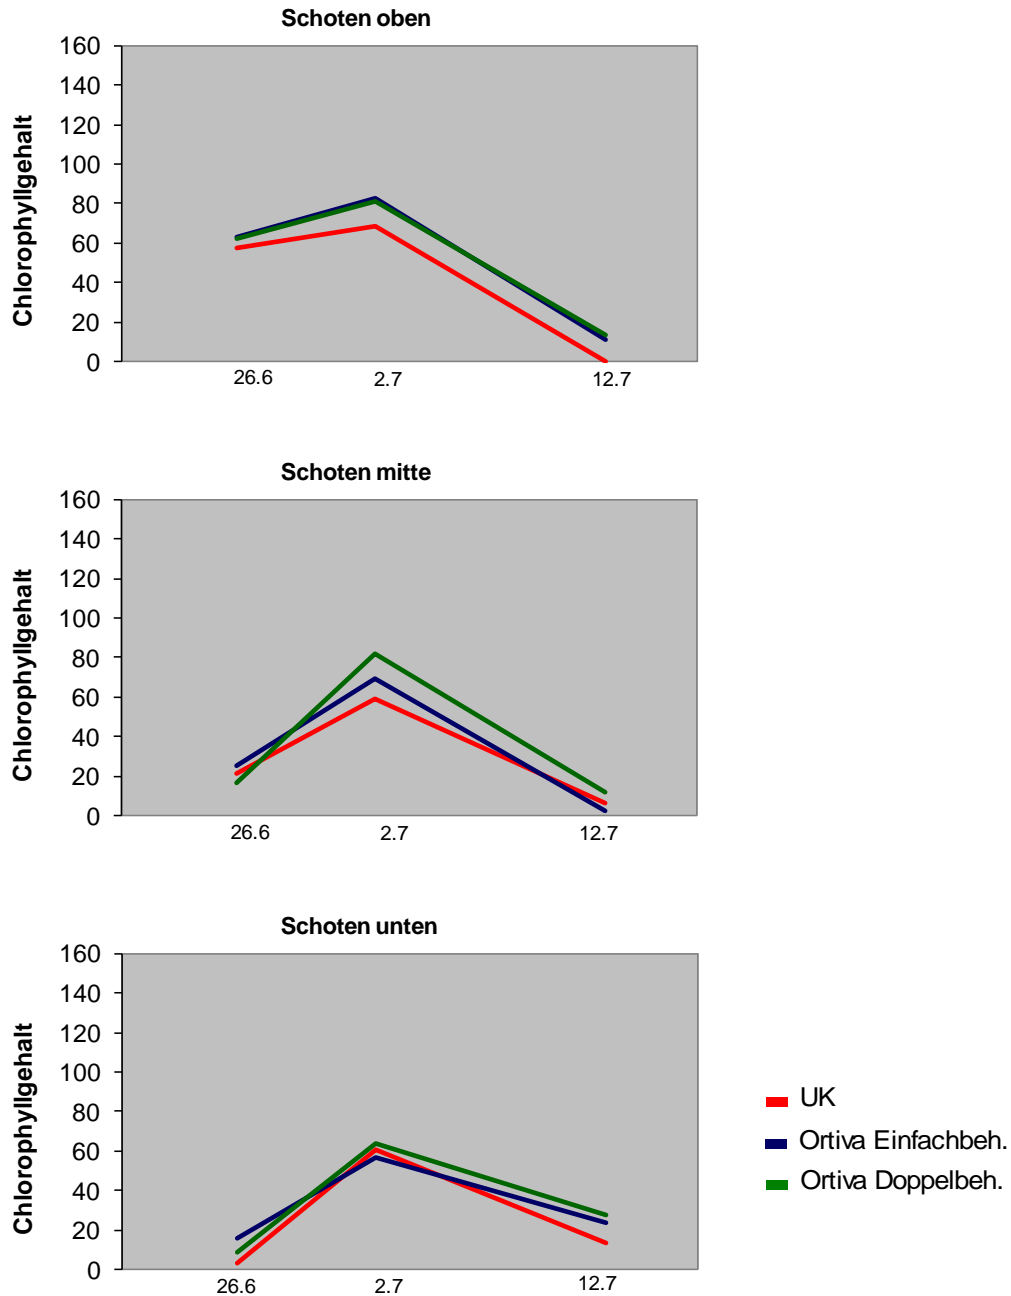 Schoten oben
Chlorophyllgehalt
160
140
120
100
80
60
40
20
0
26.6 2.7 12.7
Schoten mitte
Chlorophyllgehalt
160
140
120
100
80
60
40
20
0
26.6 2.7 12.7
Schoten unten
Chlorophyllgehalt
160
140
120
100
80
60
40
20
0
26.6 2.7 12.7
UK
Ortiva Einfachbeh.
Ortiva Doppelbeh.